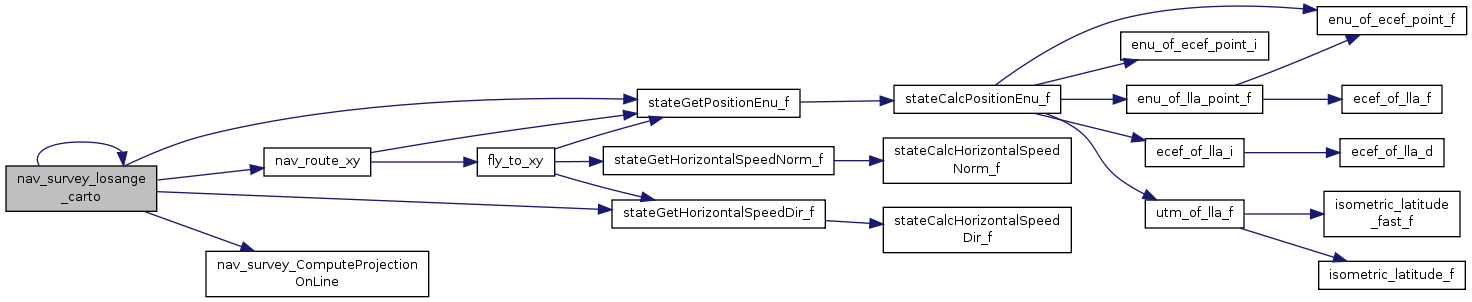 nav_survey_losange
_carto
nav_route_xy
nav_survey_ComputeProjection
OnLine
fly_to_xy
stateGetPositionEnu_f
stateGetHorizontalSpeedNorm_f
stateGetHorizontalSpeedDir_f
stateCalcPositionEnu_f
stateCalcHorizontalSpeed
Norm_f
stateCalcHorizontalSpeed
Dir_f
enu_of_ecef_point_i
enu_of_lla_point_f
ecef_of_lla_i
utm_of_lla_f
enu_of_ecef_point_f
ecef_of_lla_f
ecef_of_lla_d
isometric_latitude
_fast_f
isometric_latitude_f